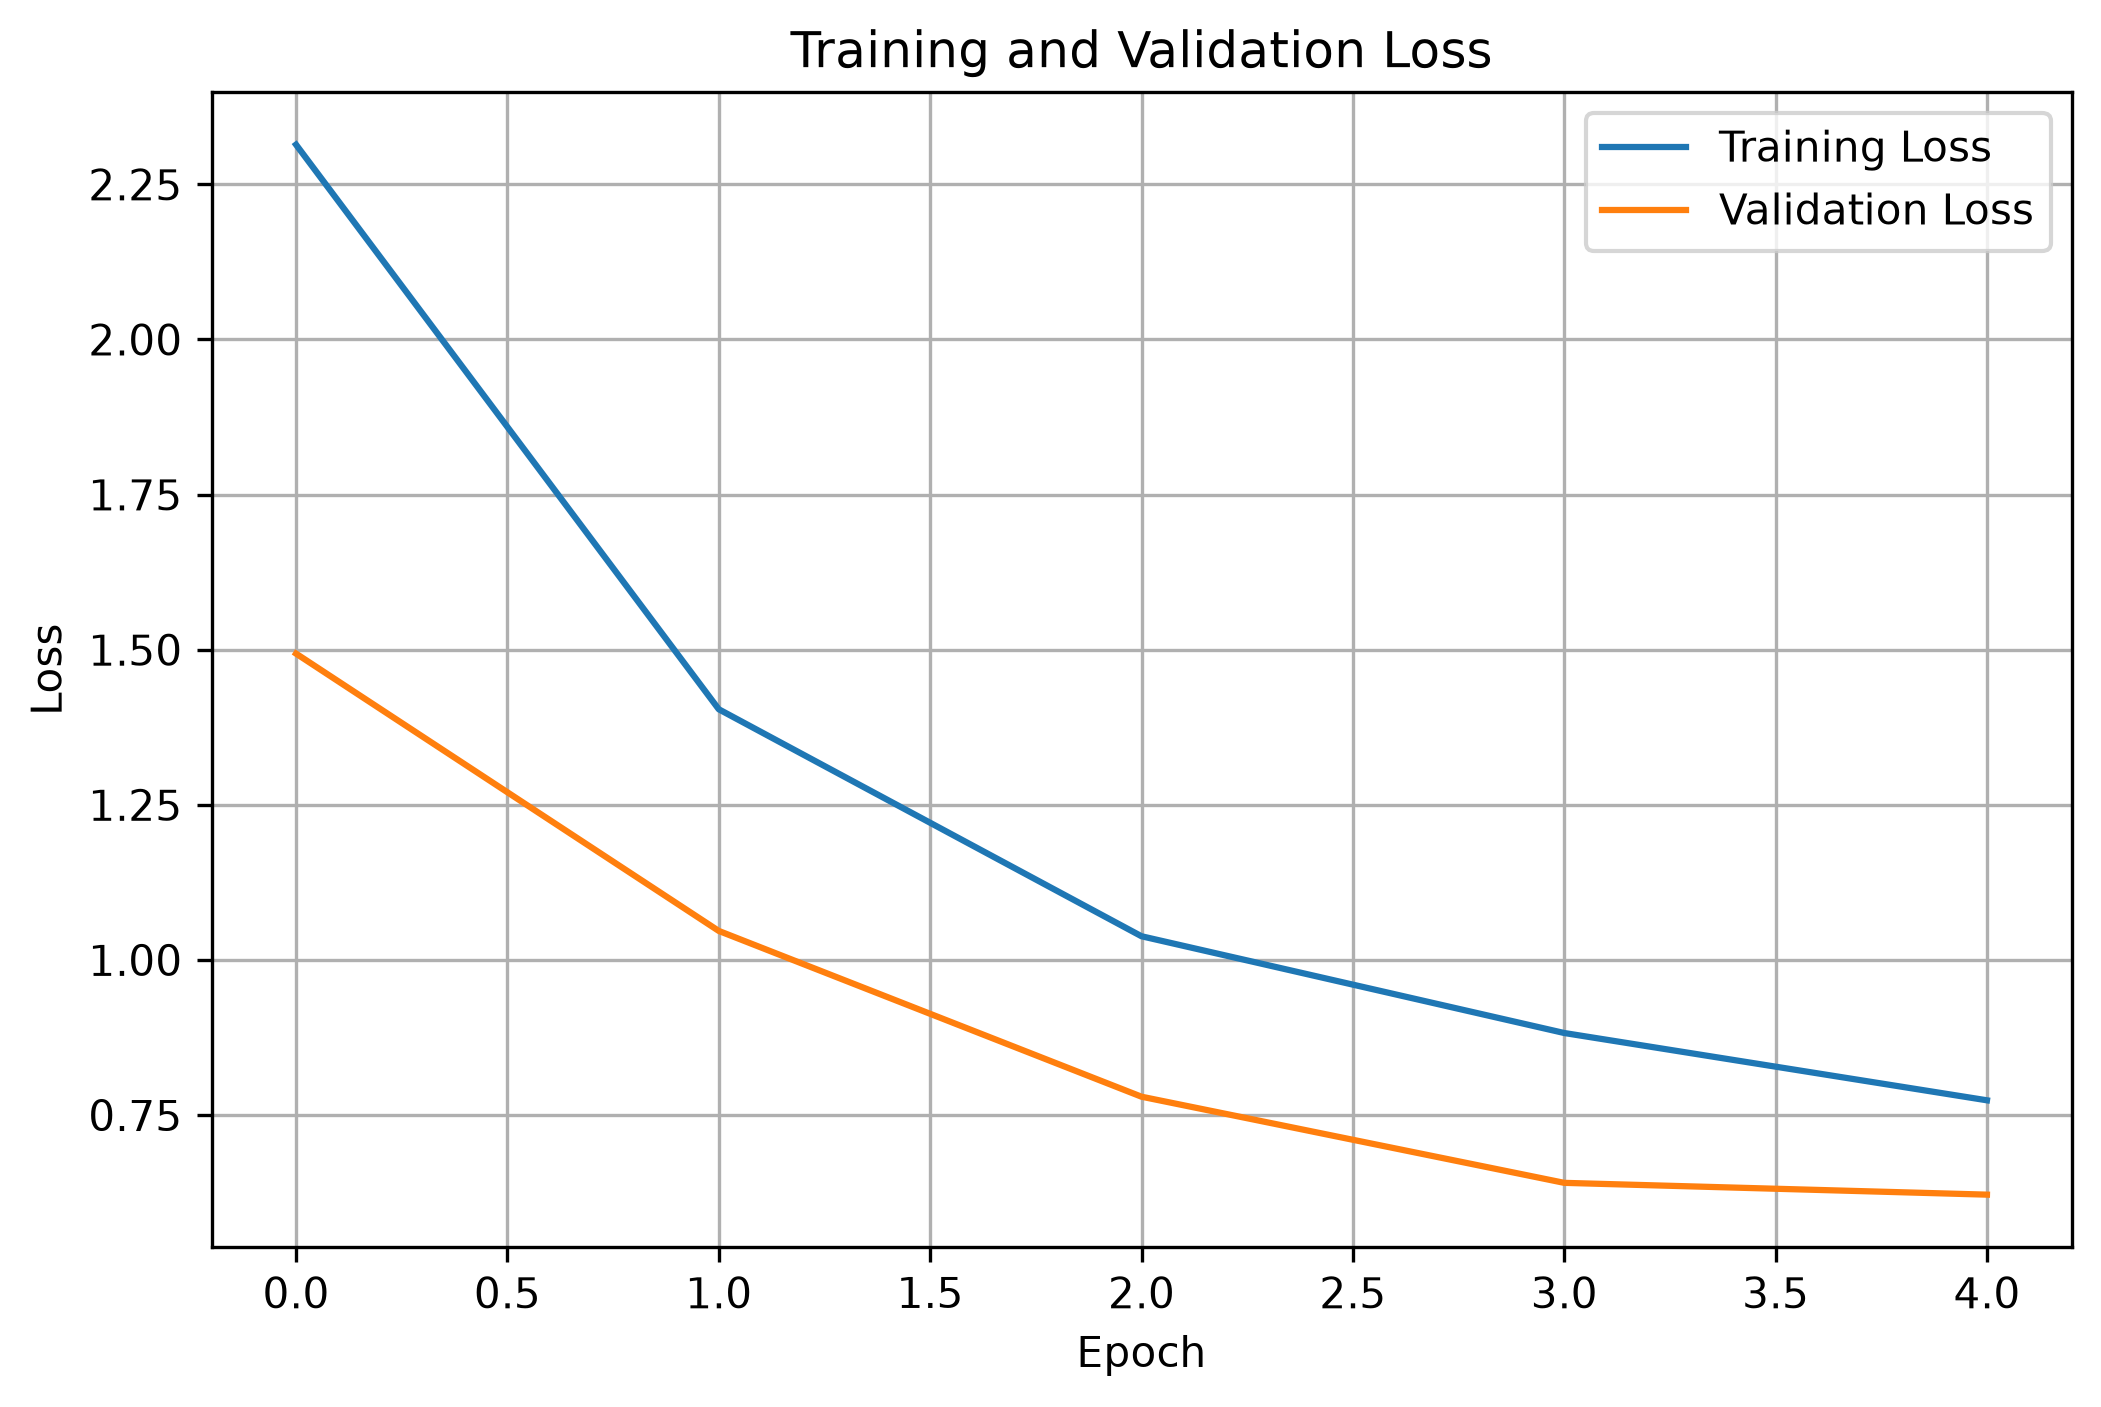 Training and Validation Loss
Training Loss
Validation Loss
2.25
2.00
1.75
1.50
1.25
1.00
0.75
Loss
0.0 0.5 1.0 1.5 2.0 2.5 3.0 3.5 4.0
Epoch